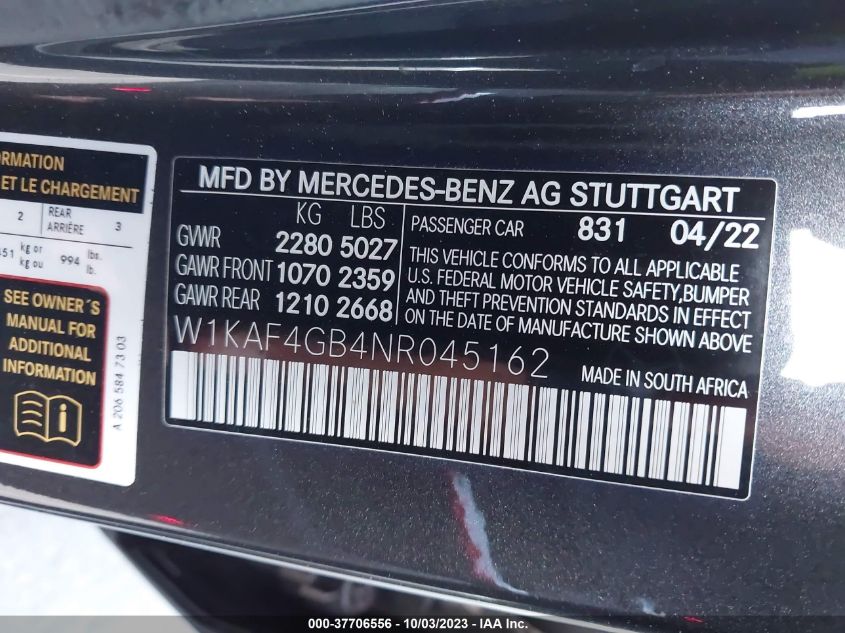 ORMATION
ET LE CHARGEMENT
2 REAR ARRIÈRE 3
451 kg or kg ou 994 lbs. lb.
SEE OWNER´S
MANUAL FOR
ADDITIONAL
INFORMATION
A 206 584 73 03
MFD BY MERCEDES-BENZ AG STUTTGART
KG LBS
GVWR 2280 5027
GAWR FRONT 1070 2359
GAWR REAR 1210 2668
PASSENGER CAR 831 04/22
THIS VEHICLE CONFORMS TO ALL APPLICABLE
U.S. FEDERAL MOTOR VEHICLE SAFETY,BUMPER
AND THEFT PREVENTION STANDARDS IN EFFECT
ON THE DATE OF MANUFACTURE SHOWN ABOVE
W1KAF4GB4NR045162
MADE IN SOUTH AFRICA
000-37706556 - 10/03/2023 - IAA Inc.